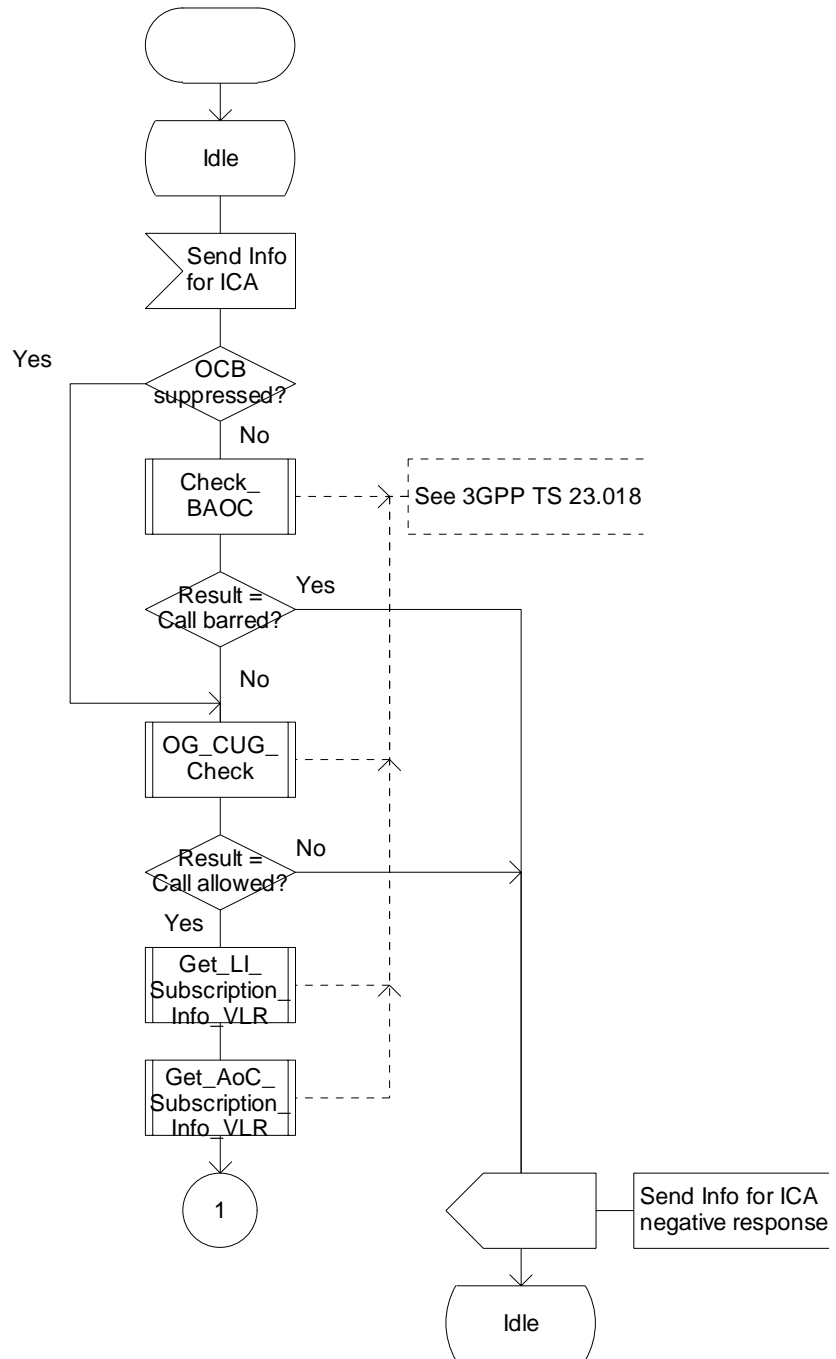 Idle
Send Info
for ICA
Yes
OCB
suppressed?
No
Check_
BAOC
See 3GPP TS 23.018
Result =
Call barred?
Yes
No
OG_CUG_
Check
Result =
Call allowed?
No
Yes
Get_LI_
Subscription_
Info_VLR
Get_AoC_
Subscription_
Info_VLR
1
Send Info for ICA
negative response
Idle